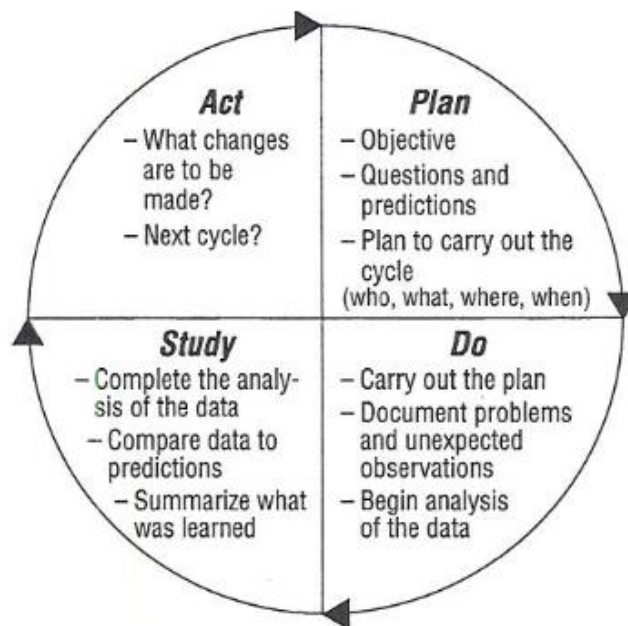 Act
– What changes
are to be
made?
– Next cycle?
Plan
– Objective
– Questions and
predictions
– Plan to carry out the
cycle
(who, what, where, when)
Study
– Complete the analy-
sis of the data
– Compare data to
predictions
– Summarize what
was learned
Do
– Carry out the plan
– Document problems
and unexpected
observations
– Begin analysis
of the data